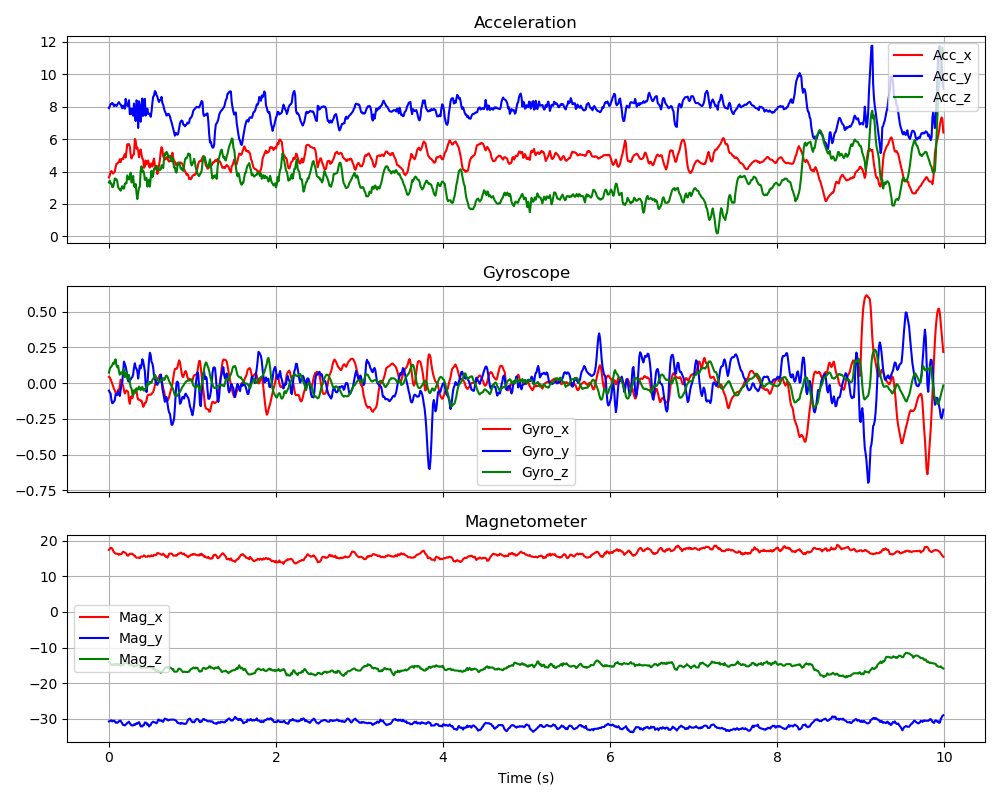 Acceleration
12
10
8
6
4
2
0
Acc_x
Acc_y
Acc_z
Gyroscope
0.50
0.25
0.00
−0.25
−0.50
−0.75
Gyro_x
Gyro_y
Gyro_z
Magnetometer
20
10
0
−10
−20
−30
Mag_x
Mag_y
Mag_z
0 2 4 6 8 10
Time (s)